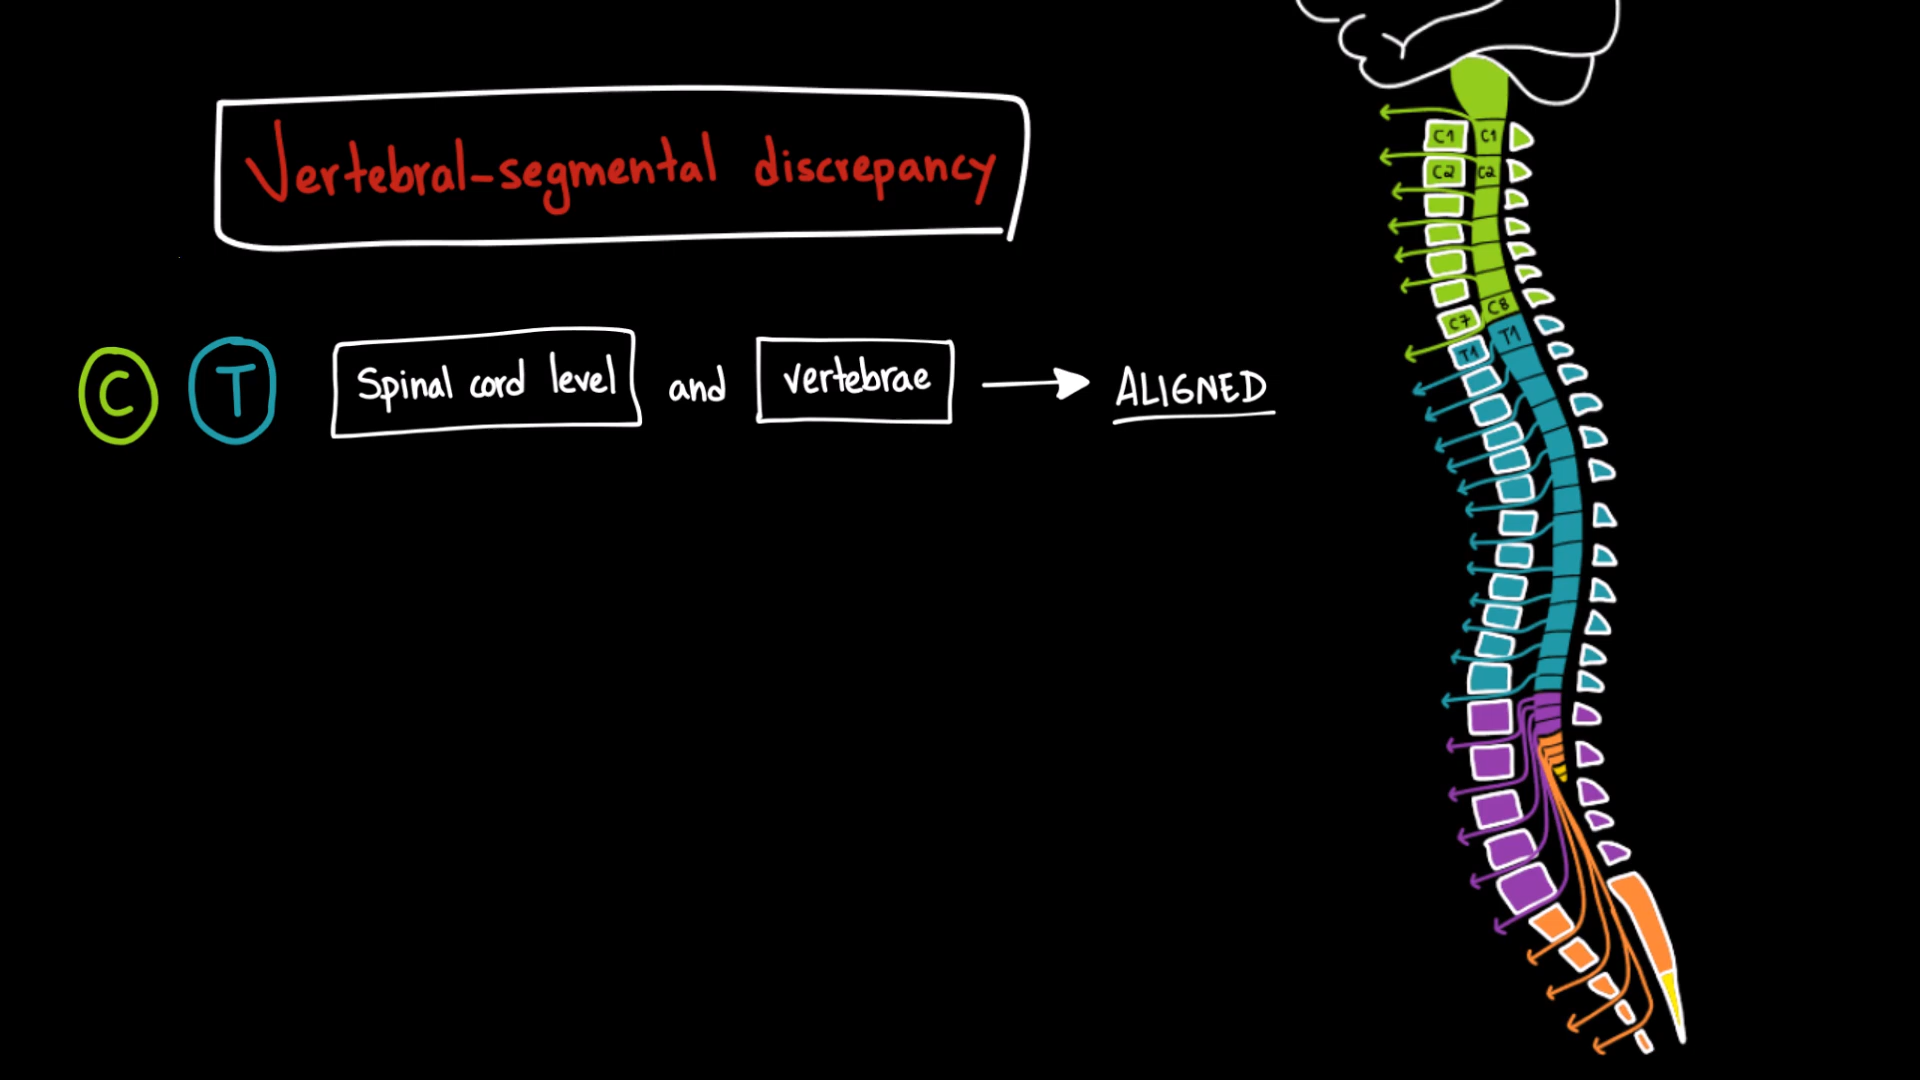 Vertebral-segmental discrepancy
C T Spinal cord level and vertebrae ALIGNED
C1 C1
C2 C2
C8
C7
T1
T1